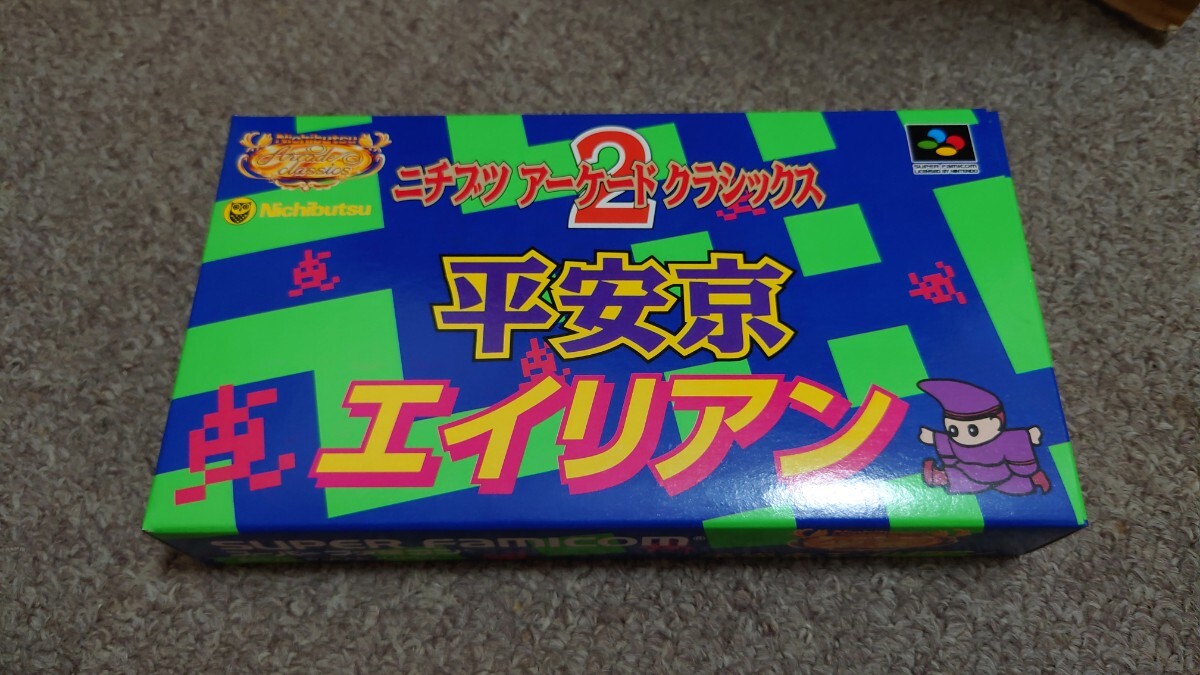 Nichibutsu
Arcade
classics
Nichibutsu
ニチブツ アーケード クラシックス
2
SUPER FAMICOM
平安京
エイリアン
SUPER FAMICOM